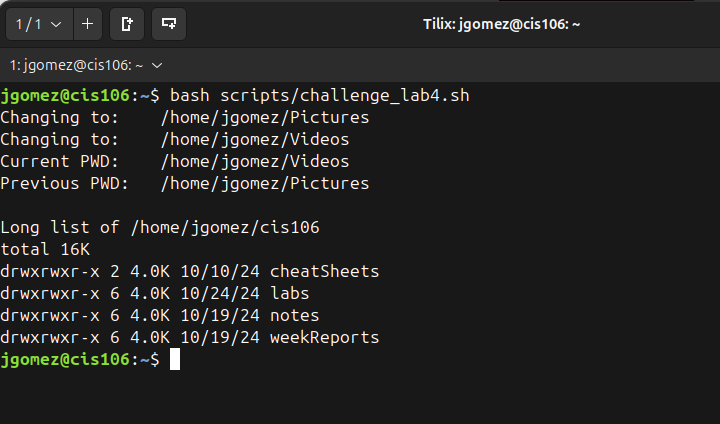 1 / 1
Tilix: jgomez@cis106: ~
1: jgomez@cis106: ~
jgomez@cis106:~$ bash scripts/challenge_lab4.sh
Changing to:    /home/jgomez/Pictures
Changing to:    /home/jgomez/Videos
Current PWD:    /home/jgomez/Videos
Previous PWD:   /home/jgomez/Pictures
Long list of /home/jgomez/cis106
total 16K
drwxrwxr-x 2 4.0K 10/10/24 cheatSheets
drwxrwxr-x 6 4.0K 10/24/24 labs
drwxrwxr-x 6 4.0K 10/19/24 notes
drwxrwxr-x 6 4.0K 10/19/24 weekReports
jgomez@cis106:~$